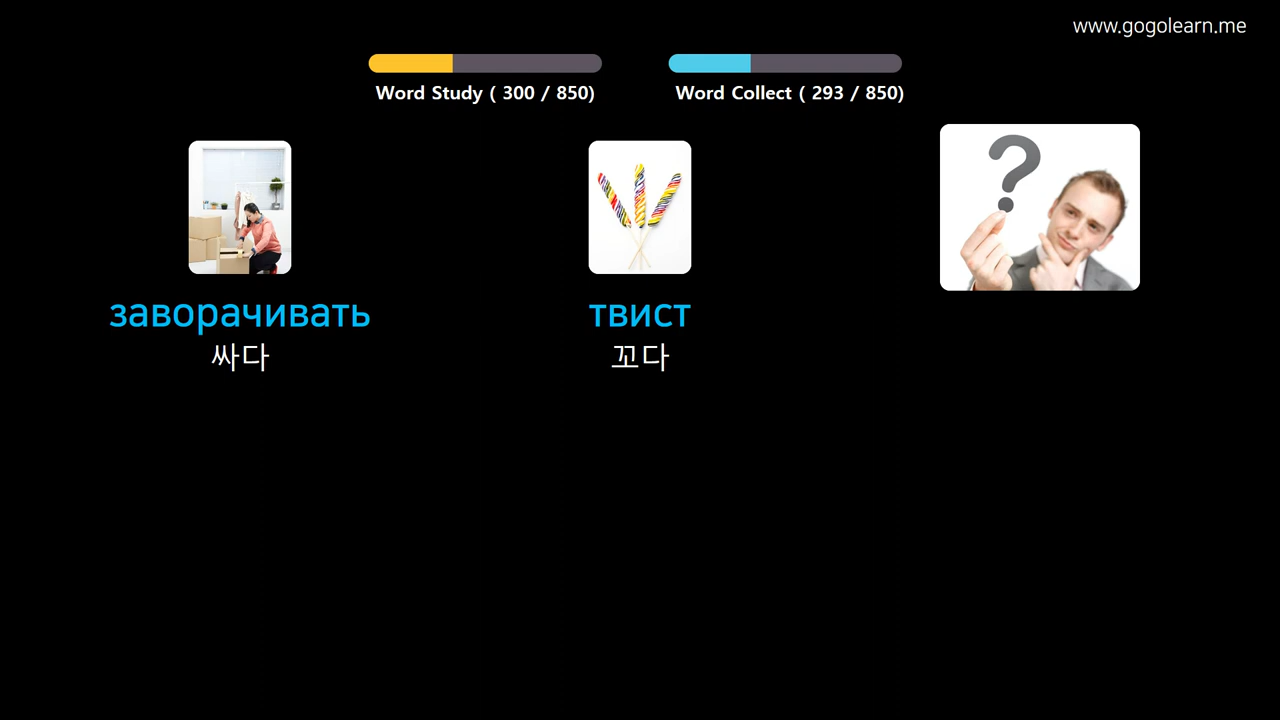 www.gogolearn.me
Word Study ( 300 / 850)
Word Collect ( 293 / 850)
заворачивать
싸다
твист
꼬다
?